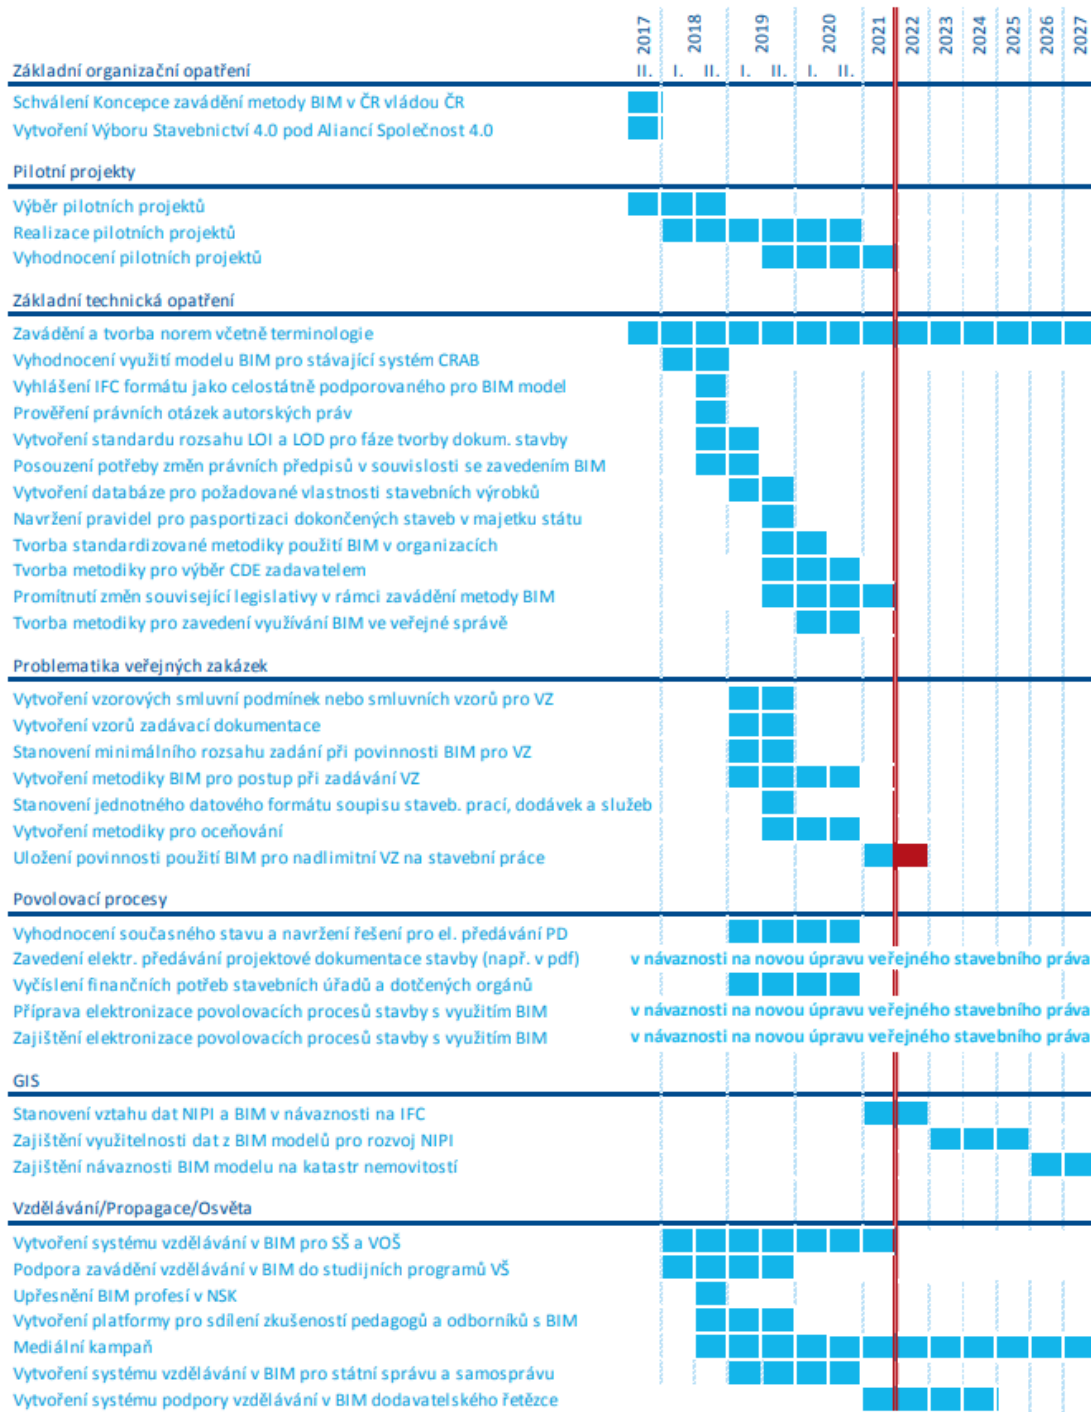 2017 2018 2019 2020 2021 2022 2023 2024 2025 2026 2027
Základní organizační opatření II. I. II. I. II. I. II.
Schválení Koncepce zavádění metody BIM v ČR vládou ČR
Vytvoření Výboru Stavebnictví 4.0 pod Aliancí Společnost 4.0
Pilotní projekty
Výběr pilotních projektů
Realizace pilotních projektů
Vyhodnocení pilotních projektů
Základní technická opatření
Zavádění a tvorba norem včetně terminologie
Vyhodnocení využití modelu BIM pro stávající systém CRAB
Vyhlášení IFC formátu jako celostátně podporovaného pro BIM model
Prověření právních otázek autorských práv
Vytvoření standardu rozsahu LOI a LOD pro fáze tvorby dokum. stavby
Posouzení potřeby změn právních předpisů v souvislosti se zavedením BIM
Vytvoření databáze pro požadované vlastnosti stavebních výrobků
Navržení pravidel pro pasportizaci dokončených staveb v majetku státu
Tvorba standardizované metodiky použití BIM v organizacích
Tvorba metodiky pro výběr CDE zadavatelem
Promítnutí změn související legislativy v rámci zavádění metody BIM
Tvorba metodiky pro zavedení využívání BIM ve veřejné správě
Problematika veřejných zakázek
Vytvoření vzorových smluvní podmínek nebo smluvních vzorů pro VZ
Vytvoření vzorů zadávací dokumentace
Stanovení minimálního rozsahu zadání při povinnosti BIM pro VZ
Vytvoření metodiky BIM pro postup při zadávání VZ
Stanovení jednotného datového formátu soupisu staveb. prací, dodávek a služeb
Vytvoření metodiky pro oceňování
Uložení povinnosti použití BIM pro nadlimitní VZ na stavební práce
Povolovací procesy
Vyhodnocení současného stavu a navržení řešení pro el. předávání PD
Zavedení elektr. předávání projektové dokumentace stavby (např. v pdf) v návaznosti na novou úpravu veřejného stavebního práva
Vyčíslení finančních potřeb stavebních úřadů a dotčených orgánů
Příprava elektronizace povolovacích procesů stavby s využitím BIM v návaznosti na novou úpravu veřejného stavebního práva
Zajištění elektronizace povolovacích procesů stavby s využitím BIM v návaznosti na novou úpravu veřejného stavebního práva
GIS
Stanovení vztahu dat NIPI a BIM v návaznosti na IFC
Zajištění využitelnosti dat z BIM modelů pro rozvoj NIPI
Zajištění návaznosti BIM modelu na katastr nemovitostí
Vzdělávání/Propagace/Osvěta
Vytvoření systému vzdělávání v BIM pro SŠ a VOŠ
Podpora zavádění vzdělávání v BIM do studijních programů VŠ
Upřesnění BIM profesí v NSK
Vytvoření platformy pro sdílení zkušeností pedagogů a odborníků s BIM
Mediální kampaň
Vytvoření systému vzdělávání v BIM pro státní správu a samosprávu
Vytvoření systému podpory vzdělávání v BIM dodavatelského řetězce